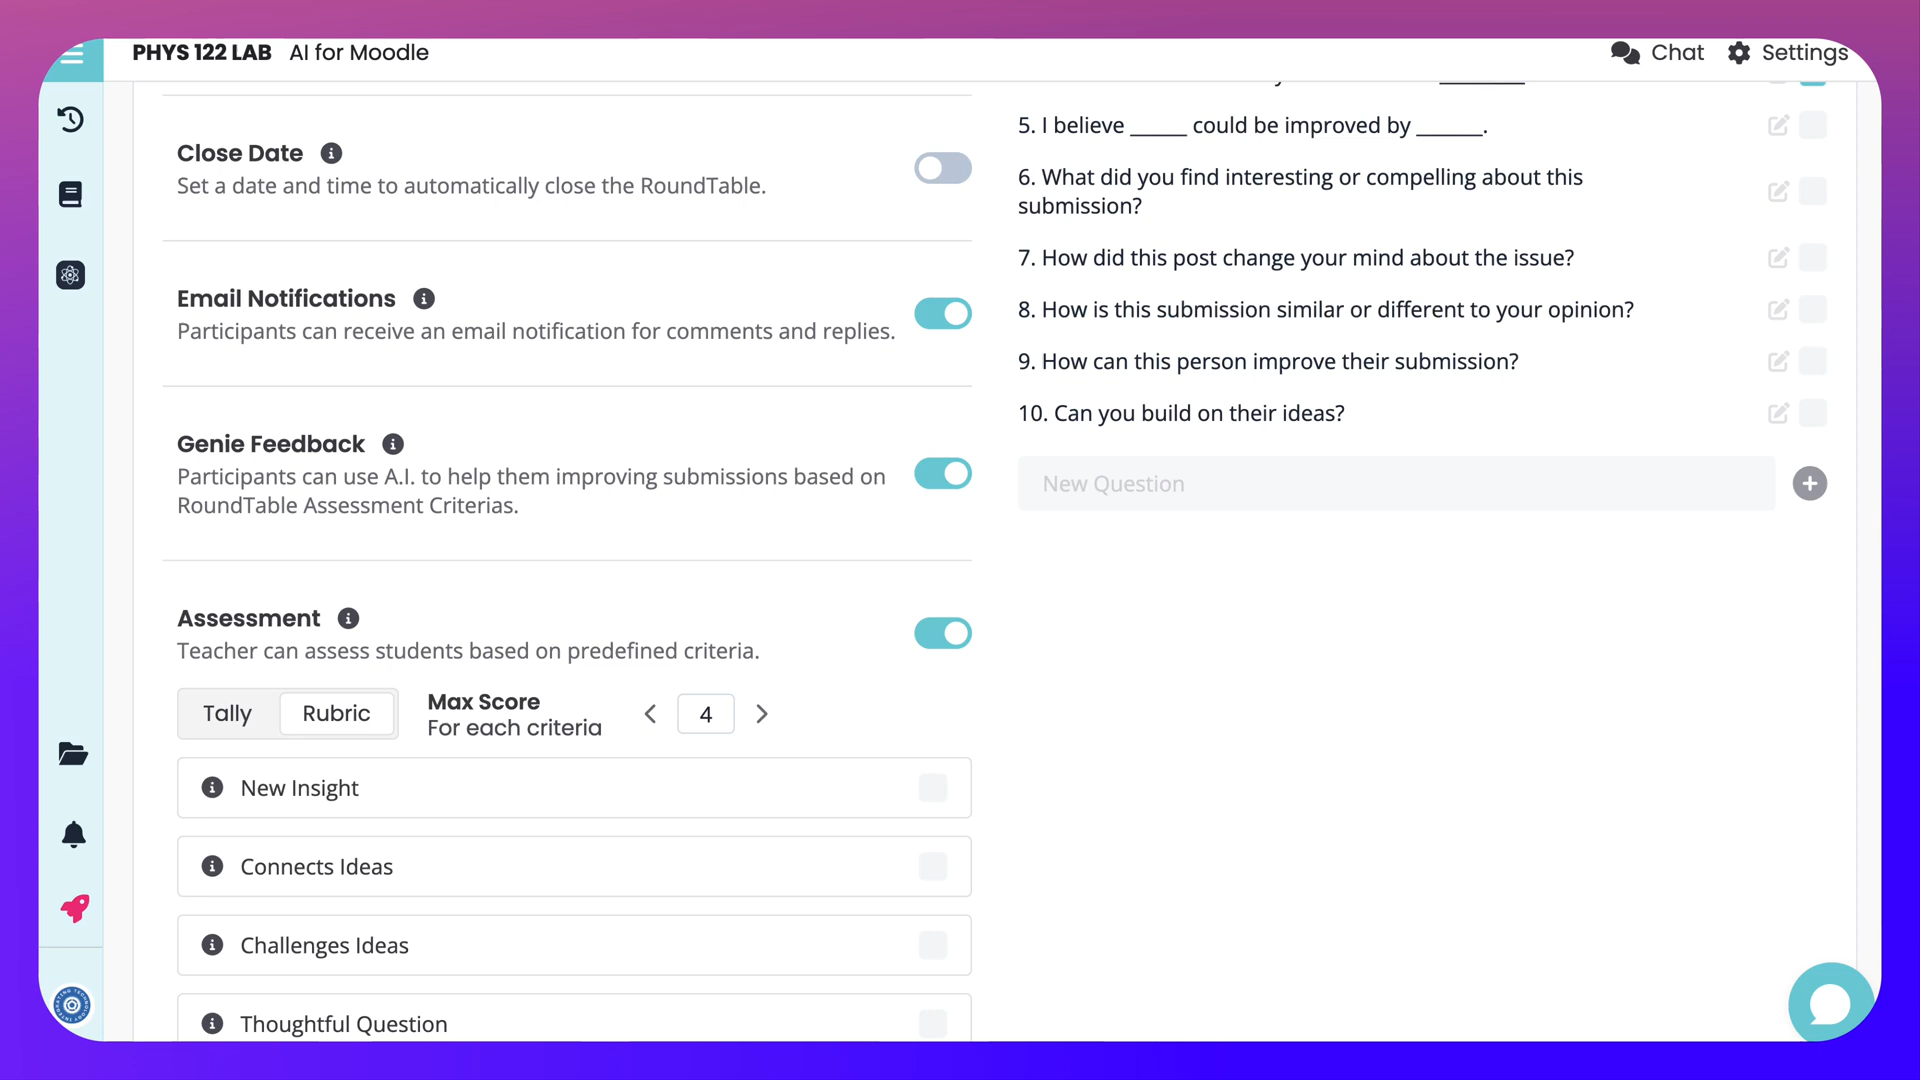 PHYS 122 LAB AI for Moodle
Chat
Settings
Close Date
Set a date and time to automatically close the RoundTable.
Email Notifications
Participants can receive an email notification for comments and replies.
Genie Feedback
Participants can use A.I. to help them improving submissions based on
RoundTable Assessment Criterias.
Assessment
Teacher can assess students based on predefined criteria.
Tally
Rubric
Max Score
For each criteria
4
New Insight
Connects Ideas
Challenges Ideas
Thoughtful Question
5. I believe _____ could be improved by ______.
6. What did you find interesting or compelling about this
submission?
7. How did this post change your mind about the issue?
8. How is this submission similar or different to your opinion?
9. How can this person improve their submission?
10. Can you build on their ideas?
New Question